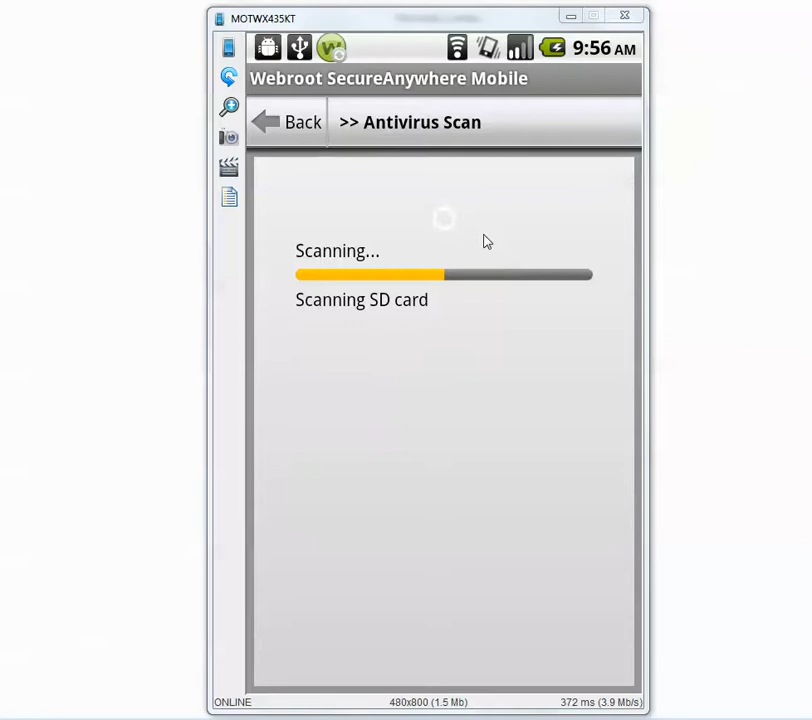 MOTWX435KT
9:56 AM
Webroot SecureAnywhere Mobile
Back >> Antivirus Scan
Scanning...
Scanning SD card
ONLINE 480x800 (1.5 Mb) 372 ms (3.9 Mb/s)